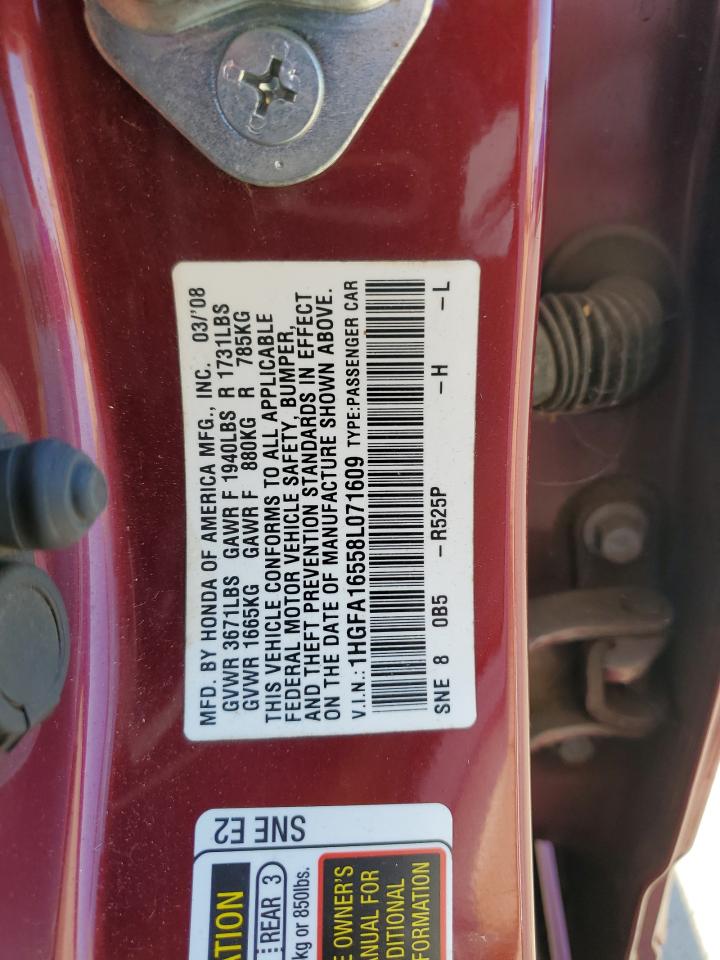 MFD. BY HONDA OF AMERICA MFG., INC. 03/'08
GVWR 3671LBS GAWR F 1940LBS R 1731LBS
GVWR 1665KG GAWR F 880KG R 785KG
THIS VEHICLE CONFORMS TO ALL APPLICABLE
FEDERAL MOTOR VEHICLE SAFETY, BUMPER,
AND THEFT PREVENTION STANDARDS IN EFFECT
ON THE DATE OF MANUFACTURE SHOWN ABOVE.
V.I.N.: 1HGFA16558L071609 TYPE:PASSENGER CAR
SNE 8 0B5 -R525P -H -L
SNE E2
ATION
REAR 3
kg or 850lbs.
E OWNER'S
ANUAL FOR
DITIONAL
FORMATION